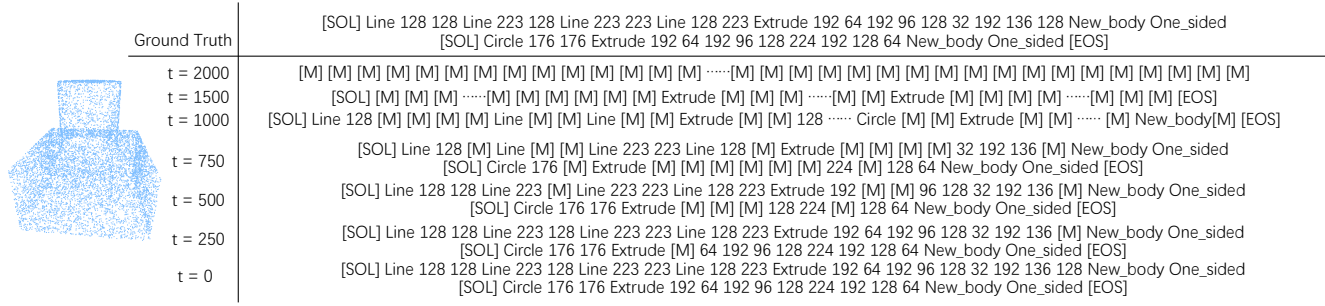 [SOL] Line 128 128 Line 223 128 Line 223 223 Line 128 223 Extrude 192 64 192 96 128 32 192 136 128 New_body One_sided
Ground Truth
[SOL] Circle 176 176 Extrude 192 64 192 96 128 224 192 128 64 New_body One_sided [EOS]
t = 2000
[M] [M] [M] [M] [M] [M] [M] [M] [M] [M] [M] [M] [M] [M] ······[M] [M] [M] [M] [M] [M] [M] [M] [M] [M] [M] [M] [M] [M] [M] [M] [M] [M]
t = 1500
[SOL] [M] [M] [M] ······[M] [M] [M] [M] [M] [M] Extrude [M] [M] [M] ······[M] [M] Extrude [M] [M] [M] [M] ······[M] [M] [M] [EOS]
t = 1000
[SOL] Line 128 [M] [M] [M] [M] Line [M] [M] Line [M] [M] Extrude [M] [M] 128 ······ Circle [M] [M] Extrude [M] [M] ······ [M] New_body[M] [EOS]
t = 750
[SOL] Line 128 [M] Line [M] [M] Line 223 223 Line 128 [M] Extrude [M] [M] [M] [M] [M] 32 192 136 [M] New_body One_sided
[SOL] Circle 176 [M] Extrude [M] [M] [M] [M] [M] [M] 224 [M] 128 64 New_body One_sided [EOS]
t = 500
[SOL] Line 128 128 Line 223 [M] Line 223 223 Line 128 223 Extrude 192 [M] [M] 96 128 32 192 136 [M] New_body One_sided
[SOL] Circle 176 176 Extrude [M] [M] [M] [M] 128 224 [M] 128 64 New_body One_sided [EOS]
t = 250
[SOL] Line 128 128 Line 223 128 Line 223 223 Line 128 223 Extrude 192 64 192 96 128 32 192 136 [M] New_body One_sided
[SOL] Circle 176 176 Extrude [M] 64 192 96 128 224 192 128 64 New_body One_sided [EOS]
t = 0
[SOL] Line 128 128 Line 223 128 Line 223 223 Line 128 223 Extrude 192 64 192 96 128 32 192 136 128 New_body One_sided
[SOL] Circle 176 176 Extrude 192 64 192 96 128 224 192 128 64 New_body One_sided [EOS]